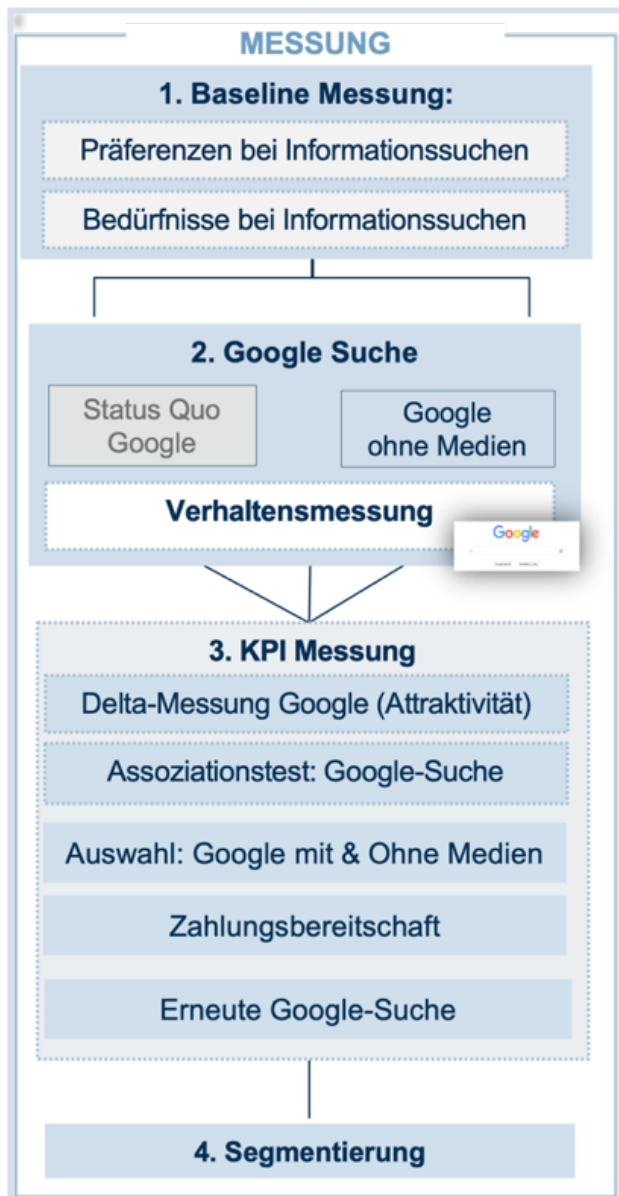 MESSUNG
1. Baseline Messung:
Präferenzen bei Informationssuchen
Bedürfnisse bei Informationssuchen
2. Google Suche
Status Quo
Google
Google
ohne Medien
Verhaltensmessung
Google
3. KPI Messung
Delta-Messung Google (Attraktivität)
Assoziationstest: Google-Suche
Auswahl: Google mit & Ohne Medien
Zahlungsbereitschaft
Erneute Google-Suche
4. Segmentierung